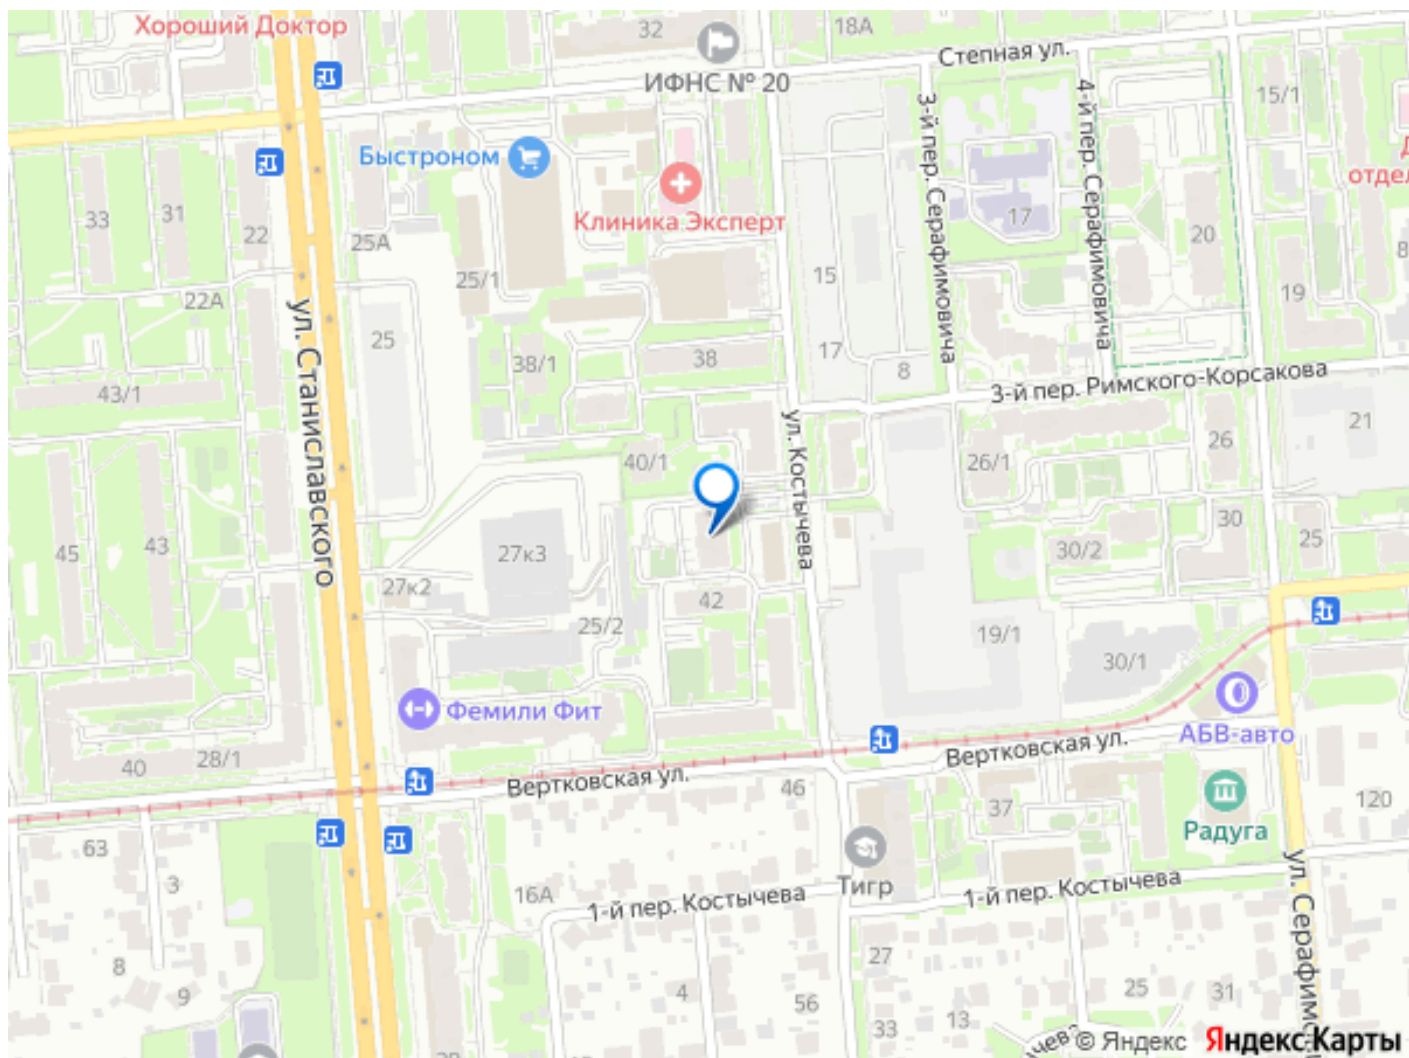 Хороший Доктор
32
18А
Степная ул.
ИФНС № 20
15/1
3-й пер. Серафимовича
4-й пер. Серафимовича
Быстроном
Клиника Эксперт
отдел
33
31
22
25А
17
20
25/1
15
19
22А
ул. Станиславского
25
38/1
38
17
8
43/1
3-й пер. Римского-Корсакова
ул. Костычева
21
26
40/1
26/1
30
25
45
43
27к3
30/2
27к2
42
25/2
19/1
30/1
Фемили Фит
АБВ-авто
28/1
40
Вертковская ул.
Вертковская ул.
46
37
120
Радуга
63
3
Тигр
16А
1-й пер. Костычева
1-й пер. Костычева
ул. Серафимо
27
8
9
4
56
25
31
13
33
© Яндекс Яндекс Карты